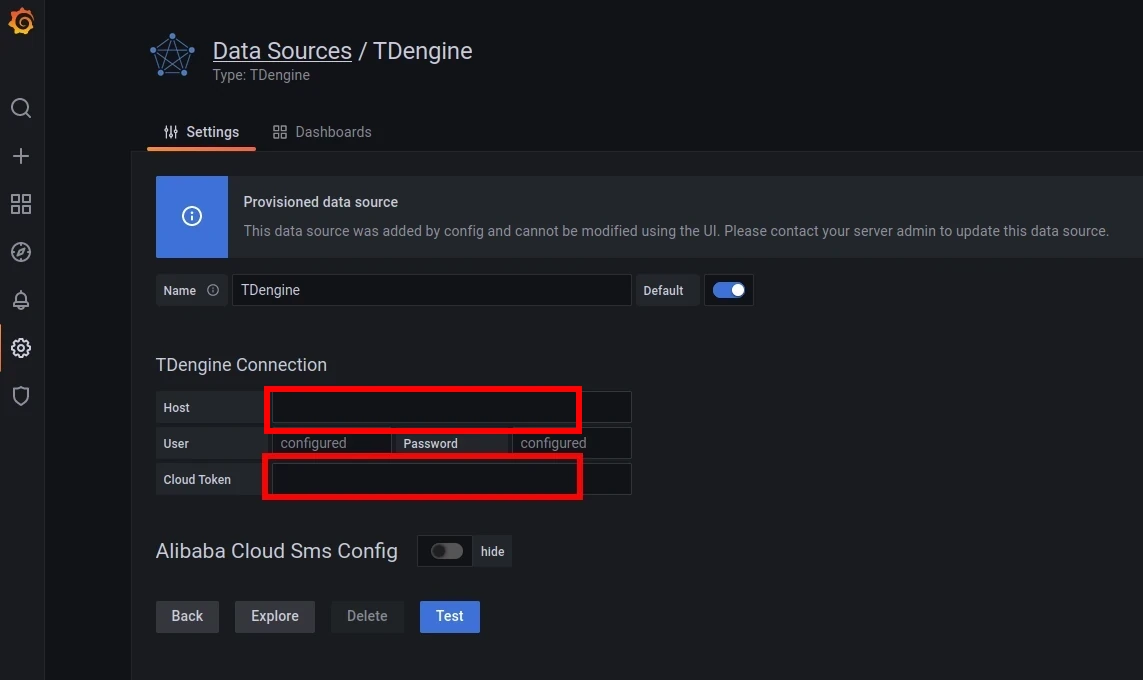 Data Sources / TDengine
Type: TDengine
Settings Dashboards
Provisioned data source
This data source was added by config and cannot be modified using the UI. Please contact your server admin to update this data source.
Name TDengine Default
TDengine Connection
Host
User configured Password configured
Cloud Token
Alibaba Cloud Sms Config hide
Back Explore Delete Test